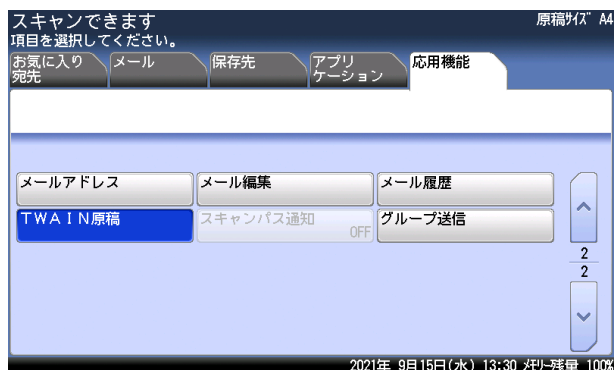 スキャンできます
原稿ｻｲｽﾞ A4
項目を選択してください。
お気に入り
宛先
メール
保存先
アプリ
ケーション
応用機能
メールアドレス
メール編集
メール履歴
ＴＷＡＩＮ原稿
スキャンパス通知
OFF
グループ送信
2
2
2021年 9月15日(水) 13:30 ﾒﾓﾘｰ残量 100%